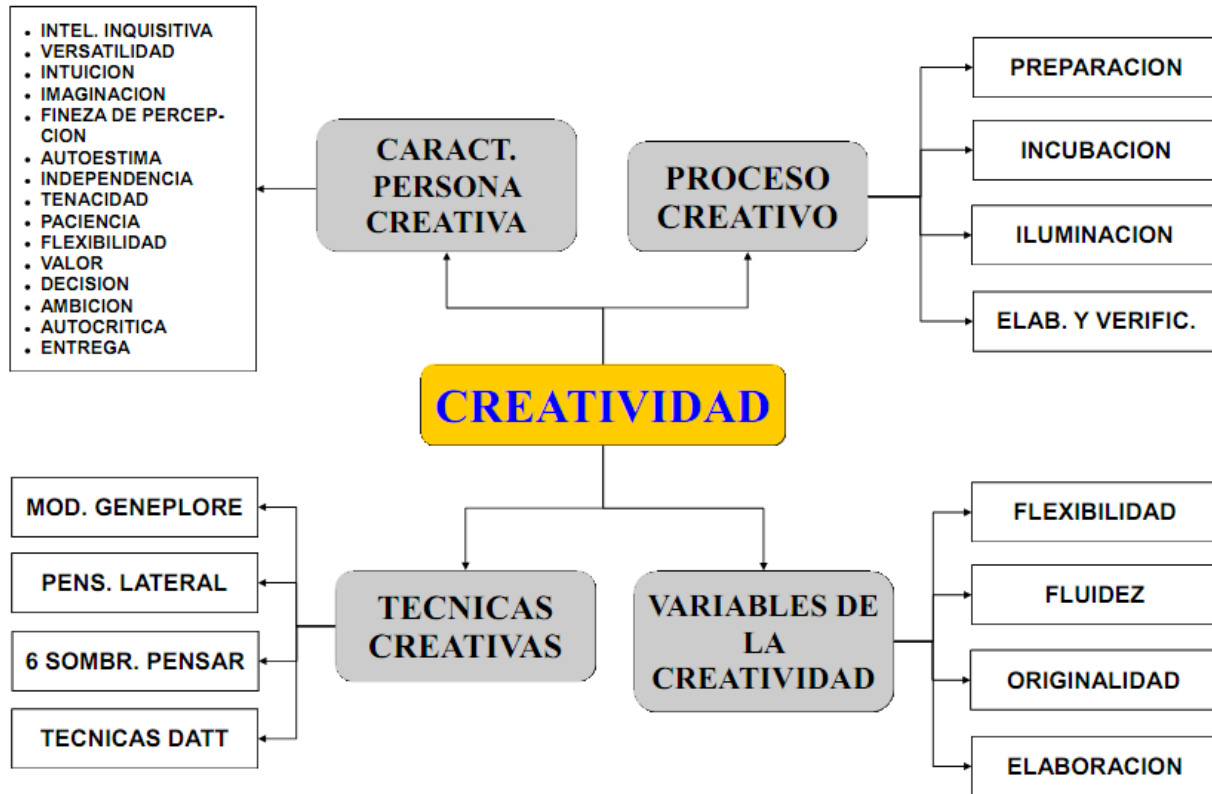 • INTEL. INQUISITIVA
• VERSATILIDAD
• INTUICION
• IMAGINACION
• FINEZA DE PERCEP-
CION
• AUTOESTIMA
• INDEPENDENCIA
• TENACIDAD
• PACIENCIA
• FLEXIBILIDAD
• VALOR
• DECISION
• AMBICION
• AUTOCRITICA
• ENTREGA
CARACT.
PERSONA
CREATIVA
PROCESO
CREATIVO
PREPARACION
INCUBACION
ILUMINACION
ELAB. Y VERIFIC.
CREATIVIDAD
MOD. GENEPLORE
PENS. LATERAL
6 SOMBR. PENSAR
TECNICAS DATT
TECNICAS
CREATIVAS
VARIABLES DE
LA
CREATIVIDAD
FLEXIBILIDAD
FLUIDEZ
ORIGINALIDAD
ELABORACION